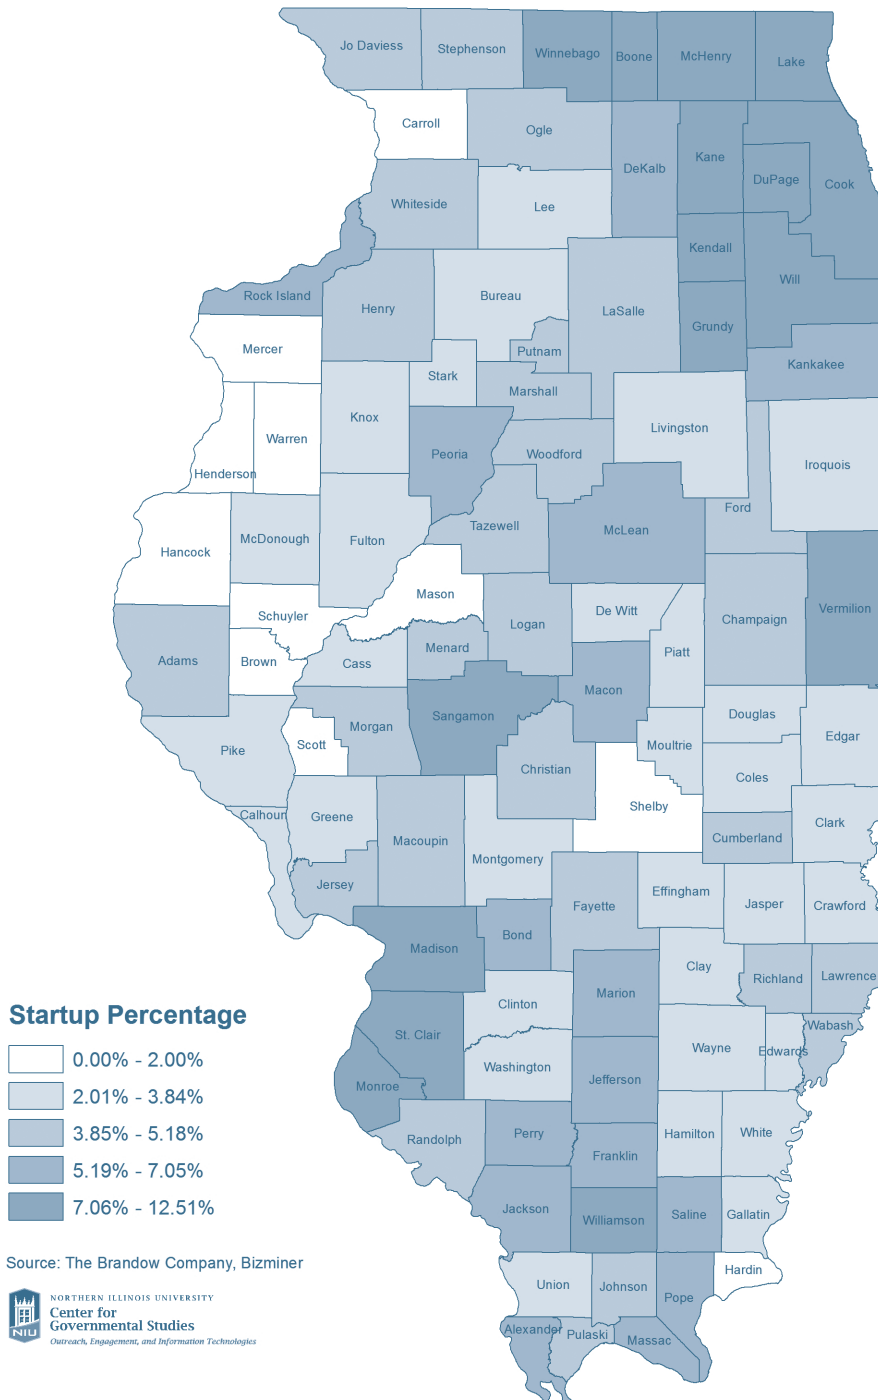 Jo Daviess
Stephenson
Winnebago
Boone
McHenry
Lake
Carroll
Ogle
DeKalb
Kane
DuPage
Cook
Whiteside
Lee
Kendall
Will
Rock Island
Henry
Bureau
LaSalle
Grundy
Mercer
Putnam
Kankakee
Stark
Marshall
Knox
Livingston
Warren
Henderson
Peoria
Woodford
Iroquois
Ford
Hancock
McDonough
Fulton
Tazewell
McLean
Mason
Schuyler
Logan
De Witt
Champaign
Vermilion
Adams
Brown
Cass
Menard
Piatt
Macon
Sangamon
Douglas
Pike
Scott
Morgan
Moultrie
Edgar
Christian
Coles
Shelby
Calhoun
Greene
Macoupin
Montgomery
Cumberland
Clark
Jersey
Fayette
Effingham
Jasper
Crawford
Madison
Bond
Clay
Richland
Lawrence
Marion
Clinton
St. Clair
Wabash
Wayne
Edwards
Washington
Jefferson
Monroe
Randolph
Perry
Hamilton
White
Franklin
Jackson
Williamson
Saline
Gallatin
Union
Johnson
Pope
Hardin
Alexander
Pulaski
Massac
Startup Percentage
0.00% - 2.00%
2.01% - 3.84%
3.85% - 5.18%
5.19% - 7.05%
7.06% - 12.51%
Source: The Brandow Company, Bizminer
NIU
NORTHERN ILLINOIS UNIVERSITY
Center for
Governmental Studies
Outreach, Engagement, and Information Technologies